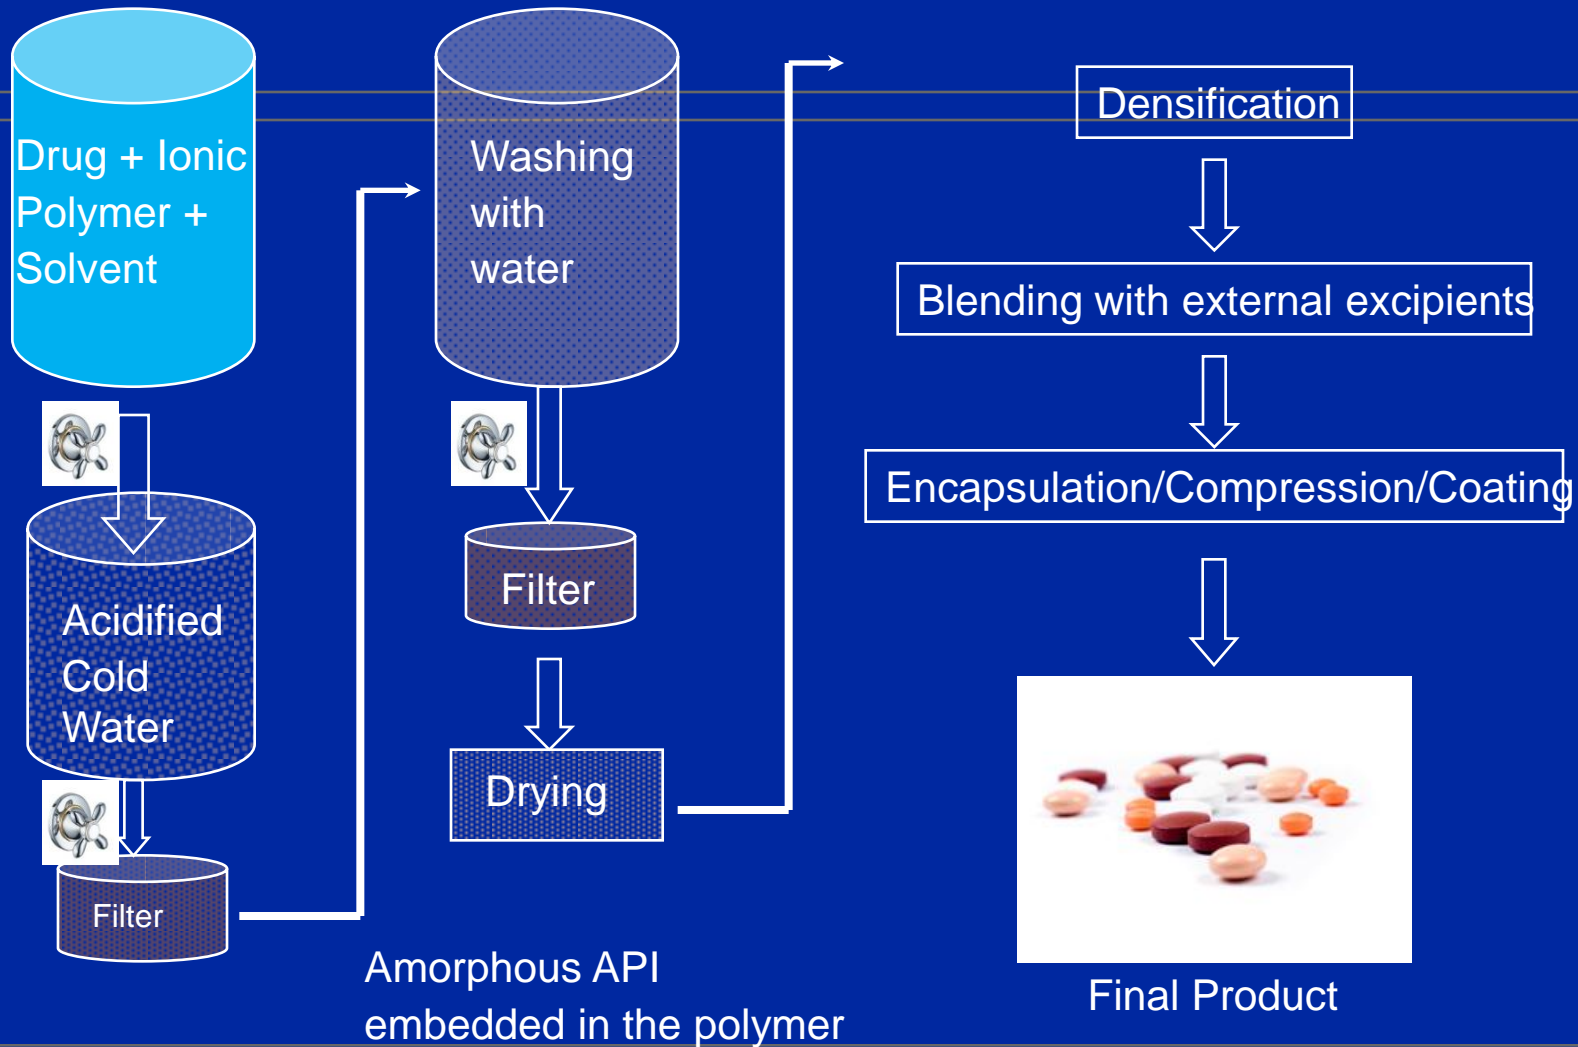 Drug + Ionic
Polymer +
Solvent
Acidified
Cold
Water
Filter
Washing
with
water
Filter
Drying
Amorphous API
embedded in the polymer
Densification
Blending with external excipients
Encapsulation/Compression/Coating
Final Product